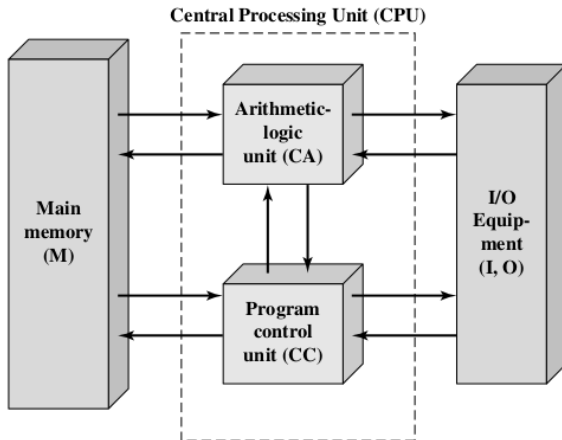 Central Processing Unit (CPU)
Arithmetic-
logic
unit (CA)
Main
memory
(M)
I/O
Equip-
ment
(I, O)
Program
control
unit (CC)